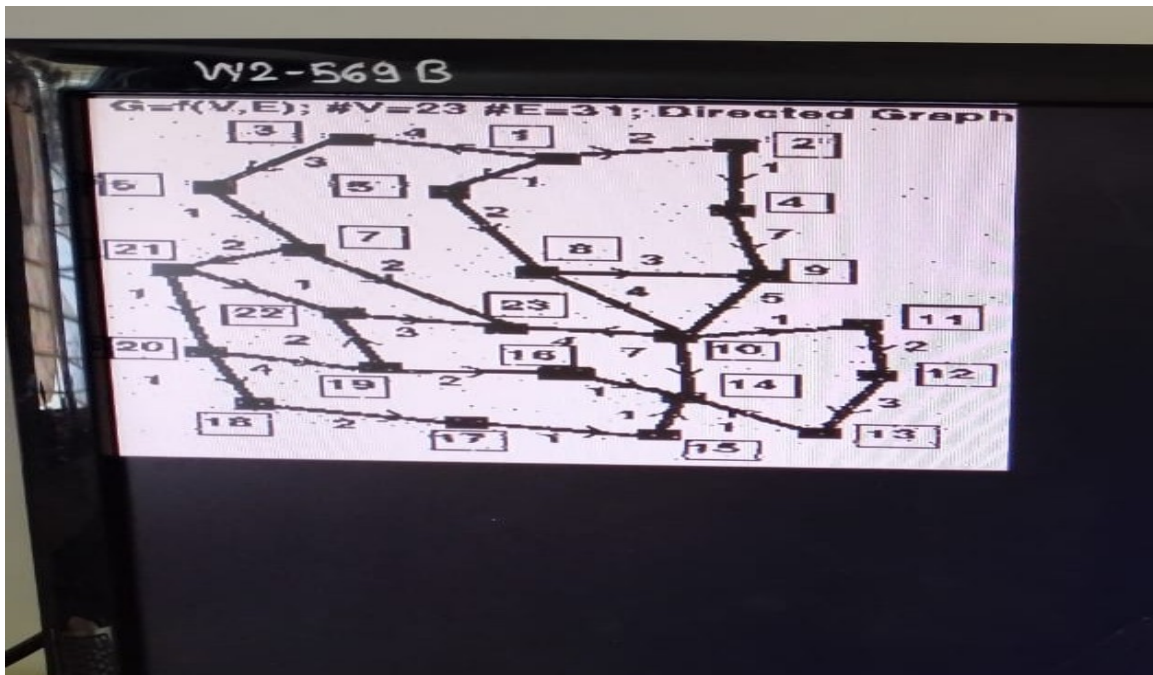 W2-569 B
G=f(V,E); #V=23 #E=31; Directed Graph
3 4 1 2 2
3 1 1
6 5 4
1 2 7
21 2 7 8 3 9
2 4 5
1 1 23 1 11
22 3 4 7 10 2
20 2 16 12
1 4 19 2 1 14 3
18 2 17 1 1 15 1 13